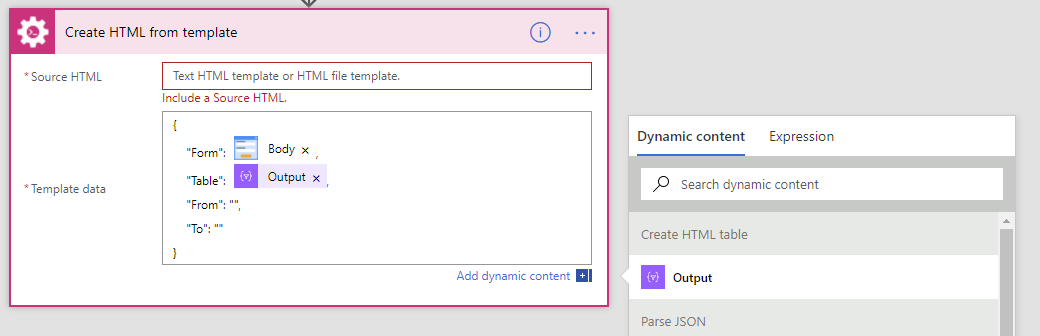 Create HTML from template
* Source HTML
Text HTML template or HTML file template.
Include a Source HTML.
* Template data
{
"Form": Body × ,
"Table": Output × ,
"From": "",
"To": ""
}
Add dynamic content
Dynamic content Expression
Search dynamic content
Create HTML table
Output
Parse JSON